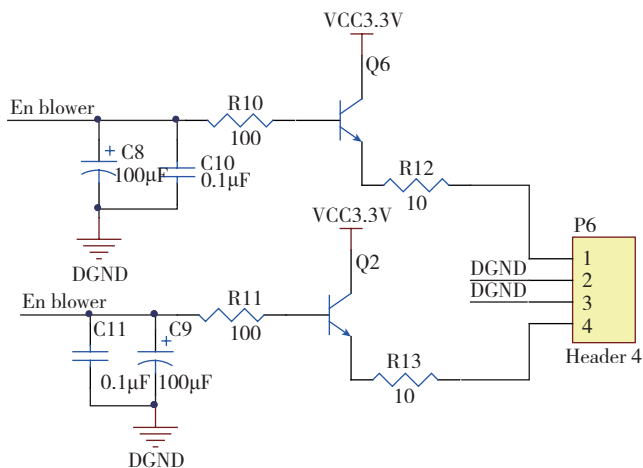 VCC3.3V
Q6
En blower
R10
100
+ C8
100μF
C10
0.1μF
R12
10
DGND
VCC3.3V
Q2
P6
1
DGND
2
DGND
3
4
Header 4
En blower
R11
100
C11
0.1μF
C9
+
100μF
R13
10
DGND